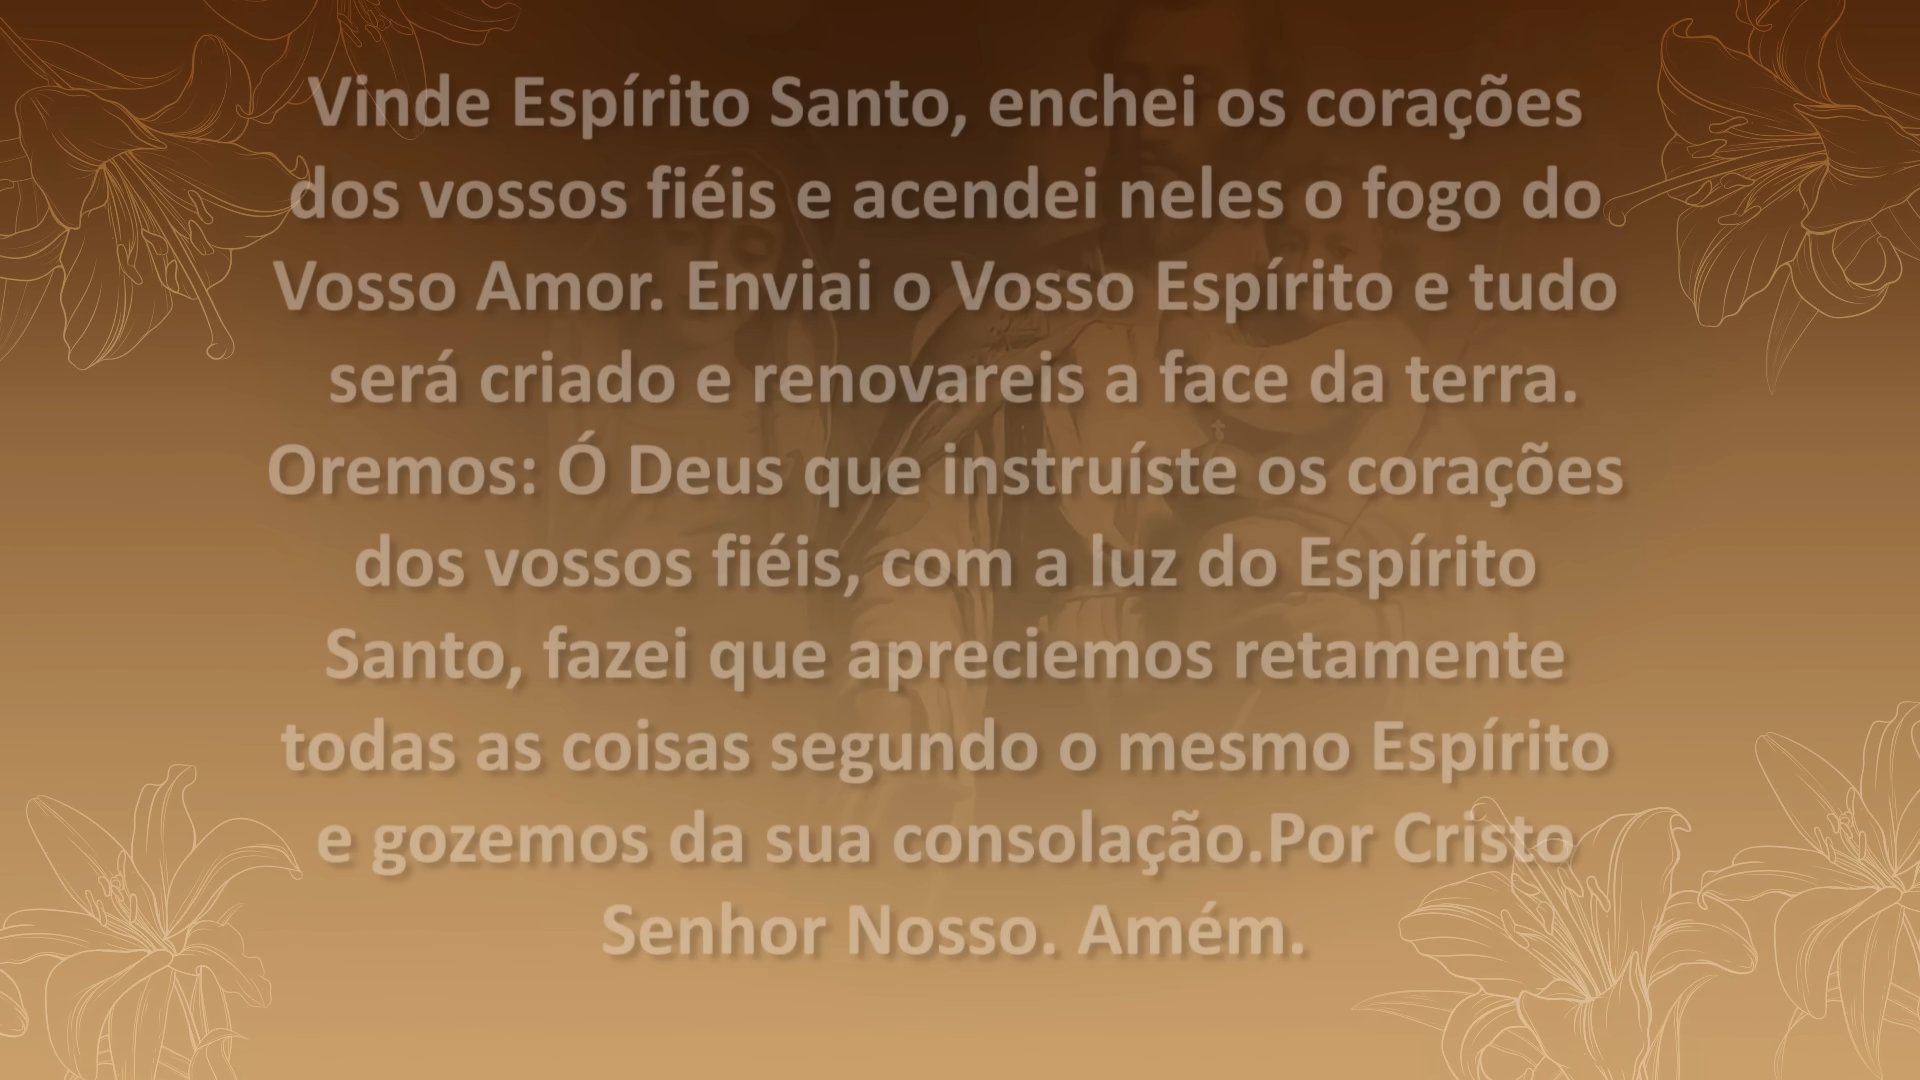 Vinde Espírito Santo, enchei os corações
dos vossos fiéis e acendei neles o fogo do
Vosso Amor. Enviai o Vosso Espírito e tudo
será criado e renovareis a face da terra.
Oremos: Ó Deus que instruíste os corações
dos vossos fiéis, com a luz do Espírito
Santo, fazei que apreciemos retamente
todas as coisas segundo o mesmo Espírito
e gozemos da sua consolação.Por Cristo
Senhor Nosso. Amém.